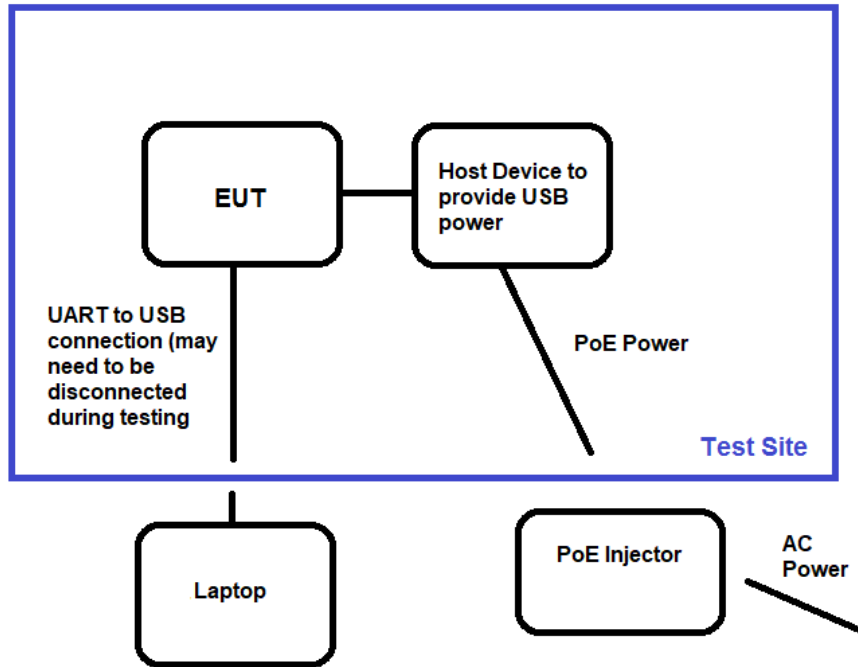 EUT
Host Device to
provide USB
power
UART to USB
connection (may
need to be
disconnected
during testing
PoE Power
Test Site
Laptop
PoE Injector
AC
Power